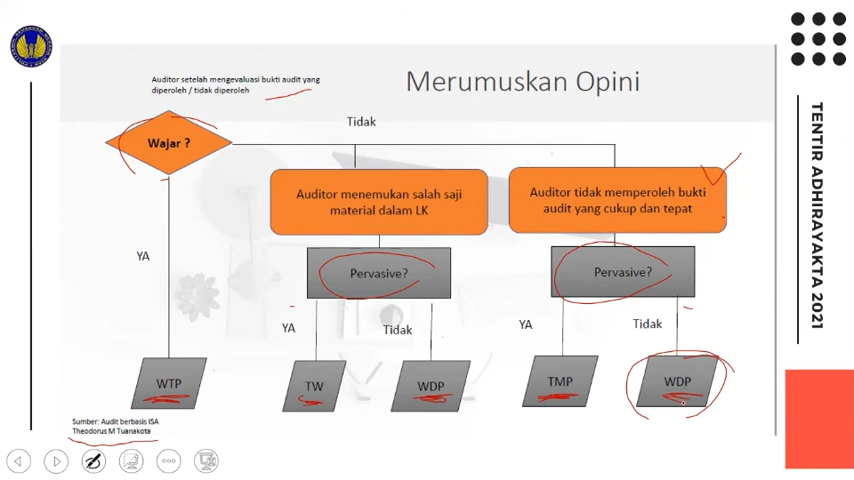 Auditor setelah mengevaluasi bukti audit yang
diperoleh / tidak diperoleh
Merumuskan Opini
Wajar ?
Tidak
Auditor menemukan salah saji
material dalam LK
Auditor tidak memperoleh bukti
audit yang cukup dan tepat
YA
Pervasive?
Pervasive?
YA
Tidak
YA
Tidak
WTP
TW
WDP
TMP
WDP
Sumber: Audit berbasis ISA
Theodorus M Tuanakota
TENTIR ADHIRAYAKTA 2021